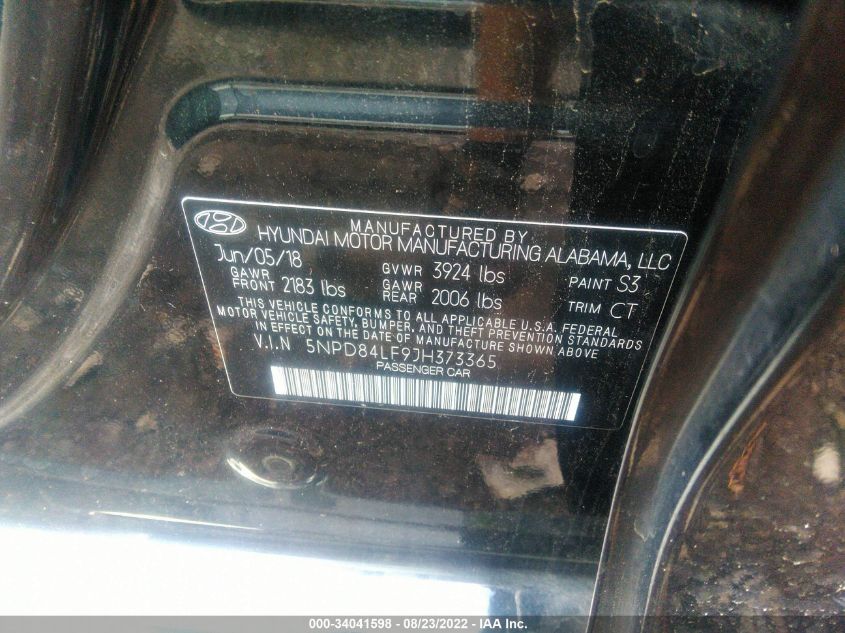 MANUFACTURED BY
HYUNDAI MOTOR MANUFACTURING ALABAMA, LLC
Jun/05/18 GVWR 3924 lbs PAINT S3
GAWR FRONT 2183 lbs GAWR REAR 2006 lbs TRIM CT
THIS VEHICLE CONFORMS TO ALL APPLICABLE U.S.A. FEDERAL
MOTOR VEHICLE SAFETY, BUMPER, AND THEFT PREVENTION STANDARDS
IN EFFECT ON THE DATE OF MANUFACTURE SHOWN ABOVE.
V.I.N 5NPD84LF9JH373365
PASSENGER CAR
000-34041598 - 08/23/2022 - IAA Inc.